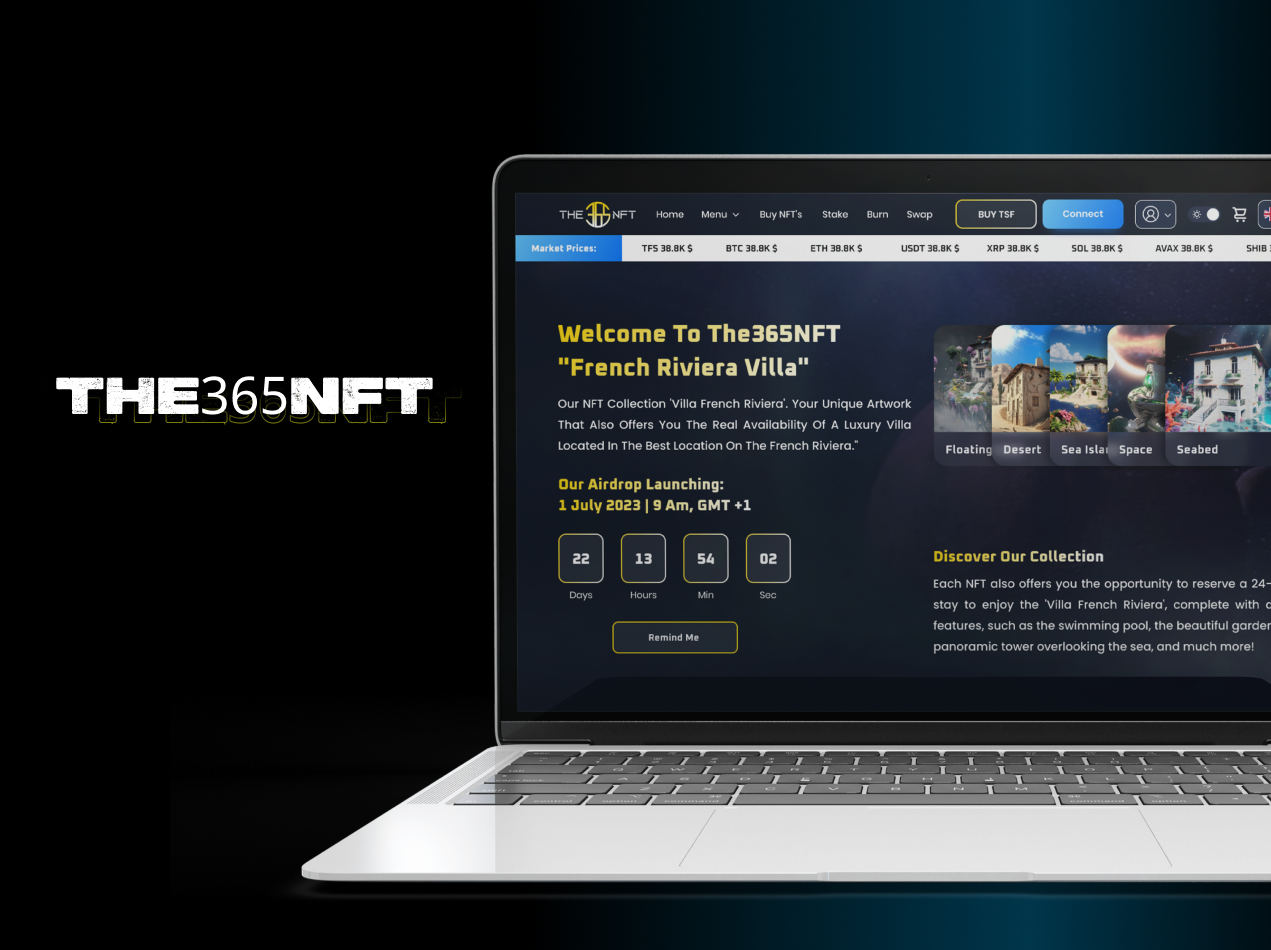 THE365NFT
THE NFT Home Menu Buy NFT's Stake Burn Swap BUY TSF Connect
Market Prices: TFS 38.8K $ BTC 38.8K $ ETH 38.8K $ USDT 38.8K $ XRP 38.8K $ SOL 38.8K $ AVAX 38.8K $ SHIB
Welcome To The365NFT
"French Riviera Villa"
Our NFT Collection 'Villa French Riviera'. Your Unique Artwork
That Also Offers You The Real Availability Of A Luxury Villa
Located In The Best Location On The French Riviera."
Our Airdrop Launching:
1 July 2023 | 9 Am, GMT +1
22 13 54 02
Days Hours Min Sec
Remind Me
Floating Desert Sea Islan Space Seabed
Discover Our Collection
Each NFT also offers you the opportunity to reserve a 24-
stay to enjoy the 'Villa French Riviera', complete with
features, such as the swimming pool, the beautiful garden
panoramic tower overlooking the sea, and much more!
Q W E R T Y U I O P
A S D F G H J K L
Z X C V B N M
control option command command option